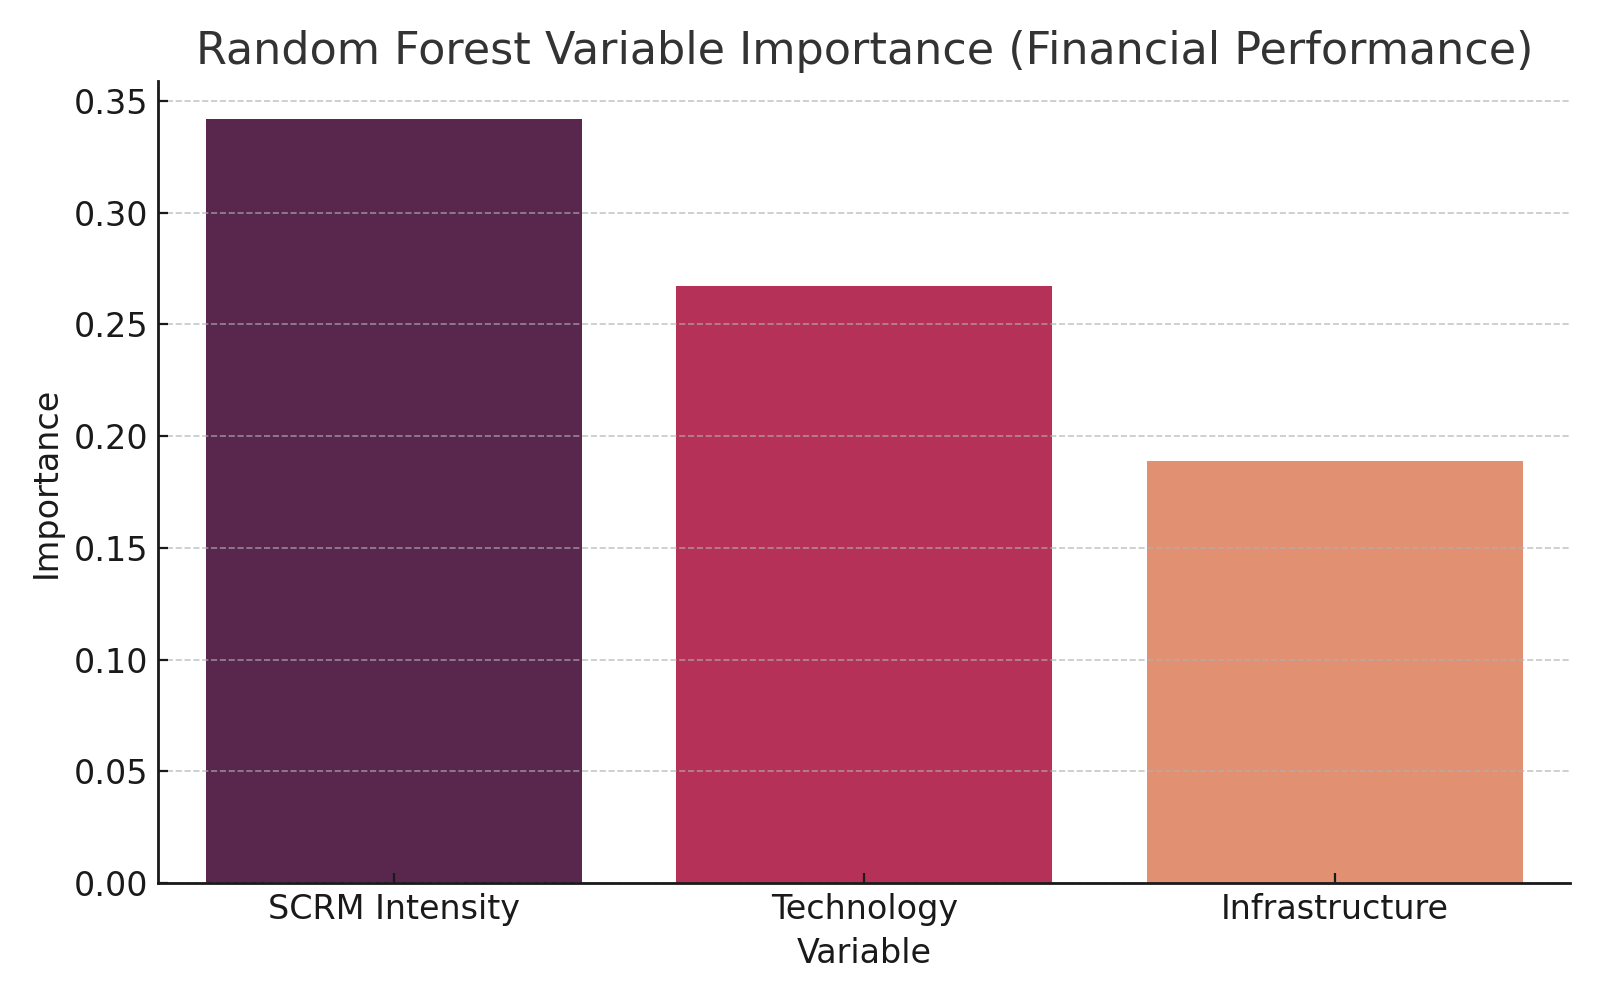 Random Forest Variable Importance (Financial Performance)
0.35
0.30
0.25
0.20
0.15
0.10
0.05
0.00
Importance
SCRM Intensity
Technology
Infrastructure
Variable